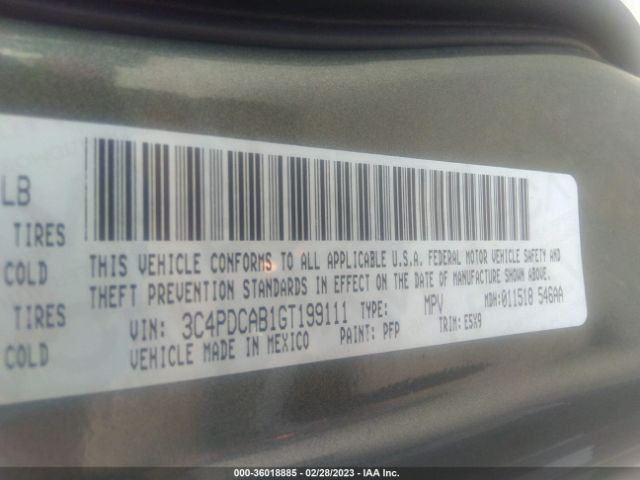 LB
TIRES
COLD
TIRES
COLD
THIS VEHICLE CONFORMS TO ALL APPLICABLE U.S.A. FEDERAL MOTOR VEHICLE SAFETY AND
THEFT PREVENTION STANDARDS IN EFFECT ON THE DATE OF MANUFACTURE SHOWN ABOVE.
VIN: 3C4PDCAB1GT199111 TYPE: MPV MDH:011518 546AA
VEHICLE MADE IN MEXICO PAINT: PFP TRIM: E5X9
000-36018885 - 02/28/2023 - IAA Inc.